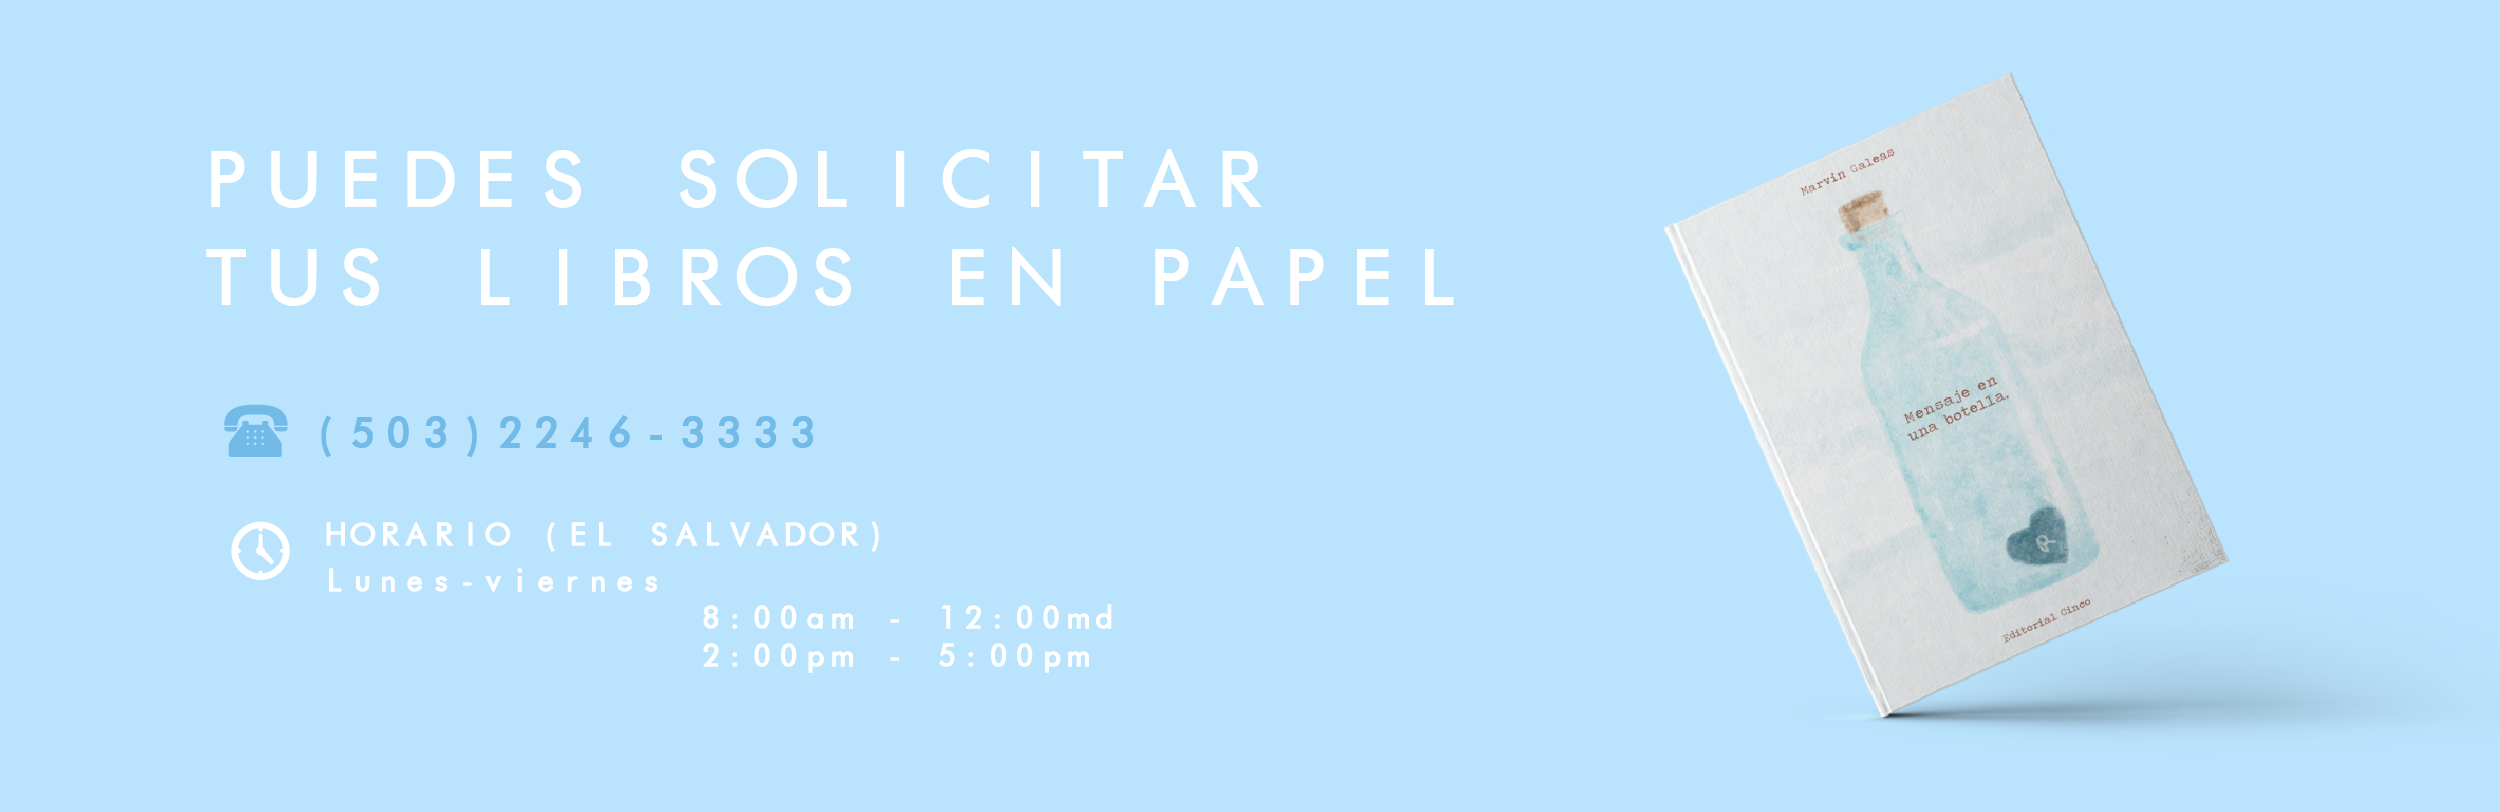 PUEDES SOLICITAR
TUS LIBROS EN PAPEL
(503)2246-3333
HORARIO (EL SALVADOR)
Lunes-viernes
8:00am - 12:00md
2:00pm - 5:00pm
Marvin Galeas
Mensaje en
una botella.
Editorial Cinco